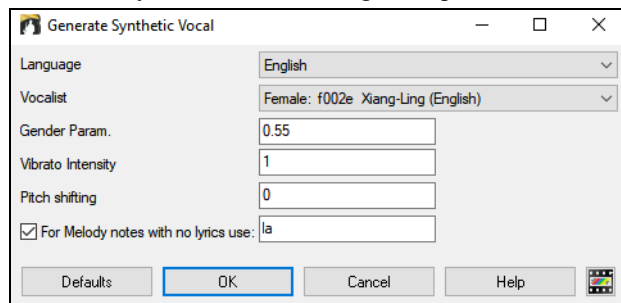 Generate Synthetic Vocal
Language English
Vocalist Female: f002e Xiang-Ling (English)
Gender Param. 0.55
Vibrato Intensity 1
Pitch shifting 0
For Melody notes with no lyrics use: la
Defaults OK Cancel Help